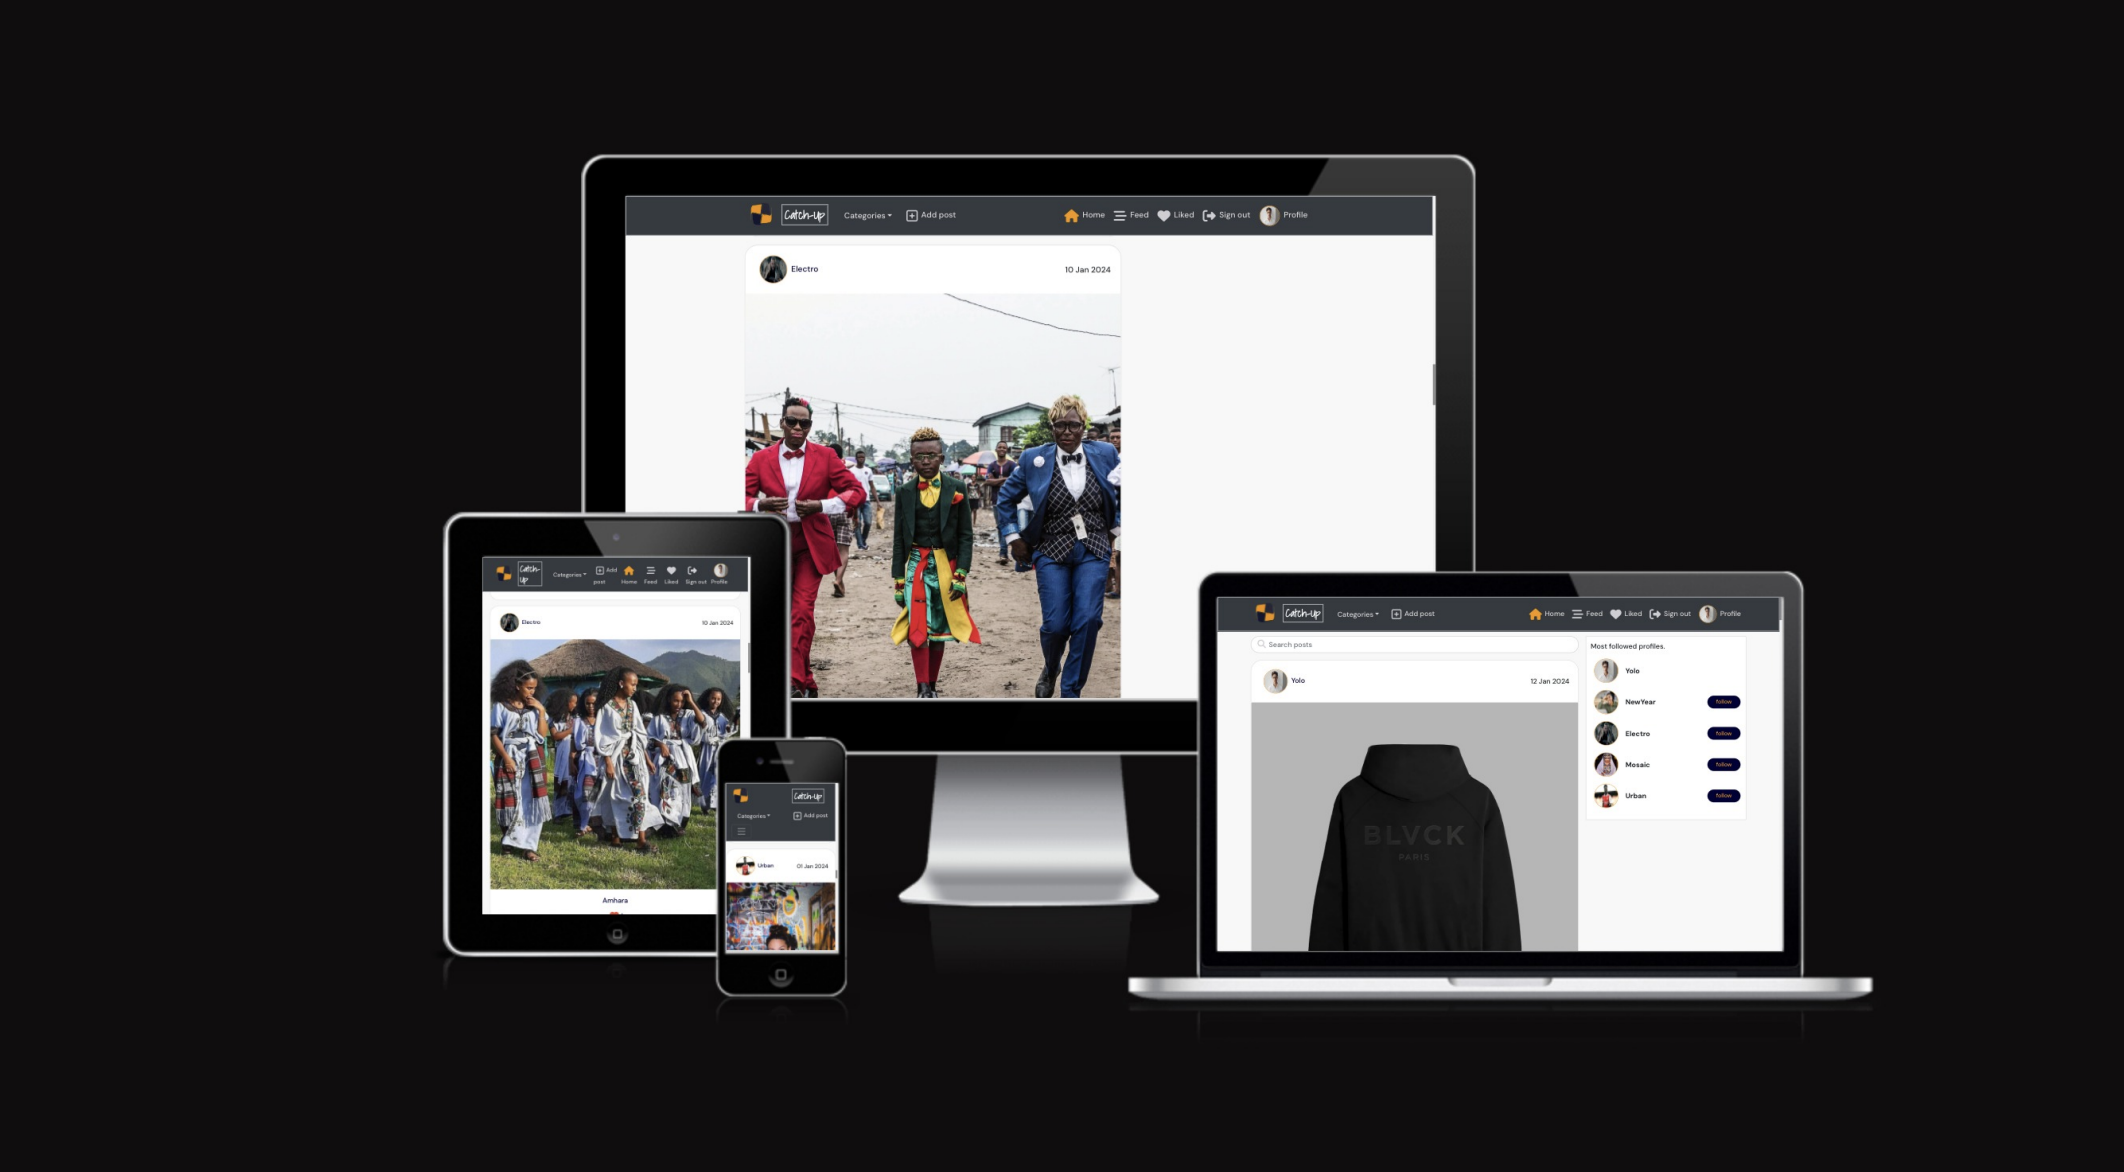 Catch-Up Categories Add post Home Feed Liked Sign out Profile
Electro 10 Jan 2024
Catch-
Up
Categories Add
post Home Feed Liked Sign out Profile
Electro 10 Jan 2024
Amhara
Catch-Up
Categories Add post
Urban 01 Jan 2024
Catch-Up Categories Add post Home Feed Liked Sign out Profile
Search posts
Yolo 12 Jan 2024
BLVCK
PARIS
Most followed profiles.
Yolo
NewYear follow
Electro follow
Mosaic follow
Urban follow